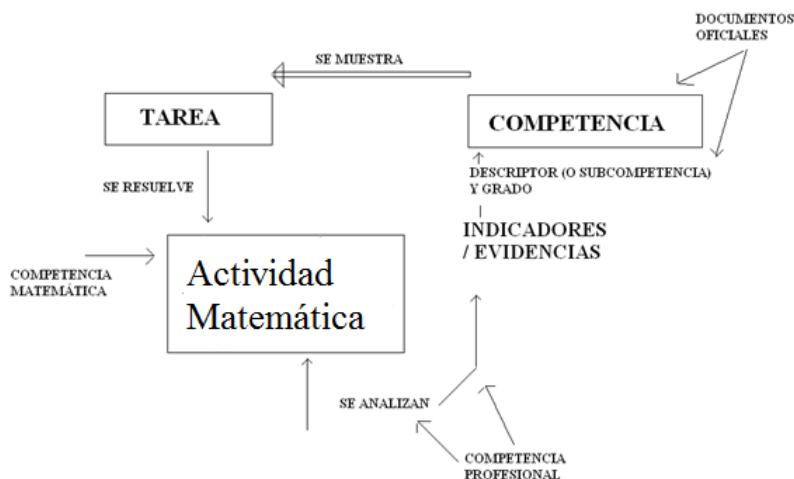 DOCUMENTOS
OFICIALES
SE MUESTRA
TAREA
COMPETENCIA
SE RESUELVE
DESCRIPTOR (O SUBCOMPETENCIA)
Y GRADO
INDICADORES
/ EVIDENCIAS
COMPETENCIA
MATEMÁTICA
Actividad
Matemática
SE ANALIZAN
COMPETENCIA
PROFESIONAL